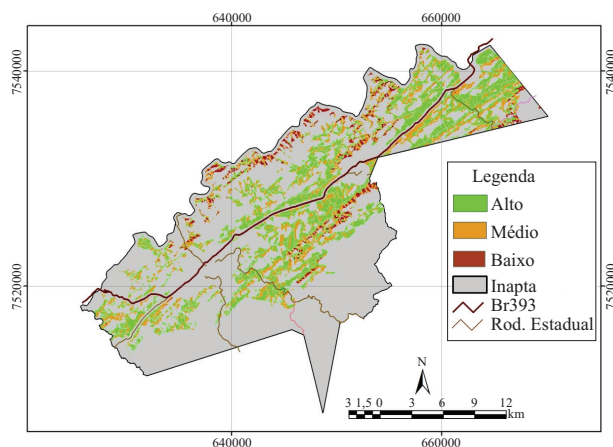 640000 660000
7540000 7540000
Legenda
Alto
Médio
Baixo
Inapta
Br393
Rod. Estadual
7520000 7520000
N
3 1,5 0 3 6 9 12
km
640000 660000